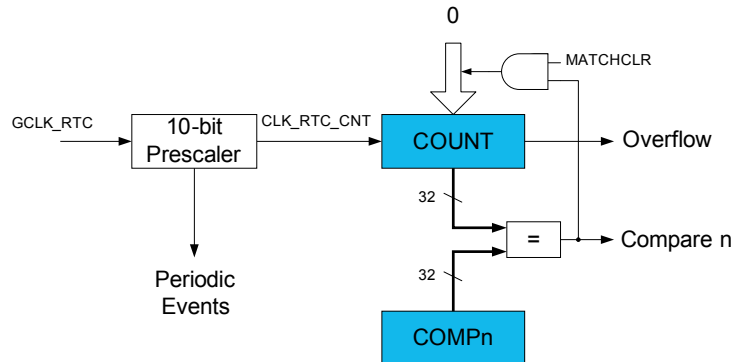 0
MATCHCLR
GCLK_RTC
10-bit
Prescaler
CLK_RTC_CNT
COUNT
Overflow
32
=
Compare n
Periodic
Events
32
COMPn